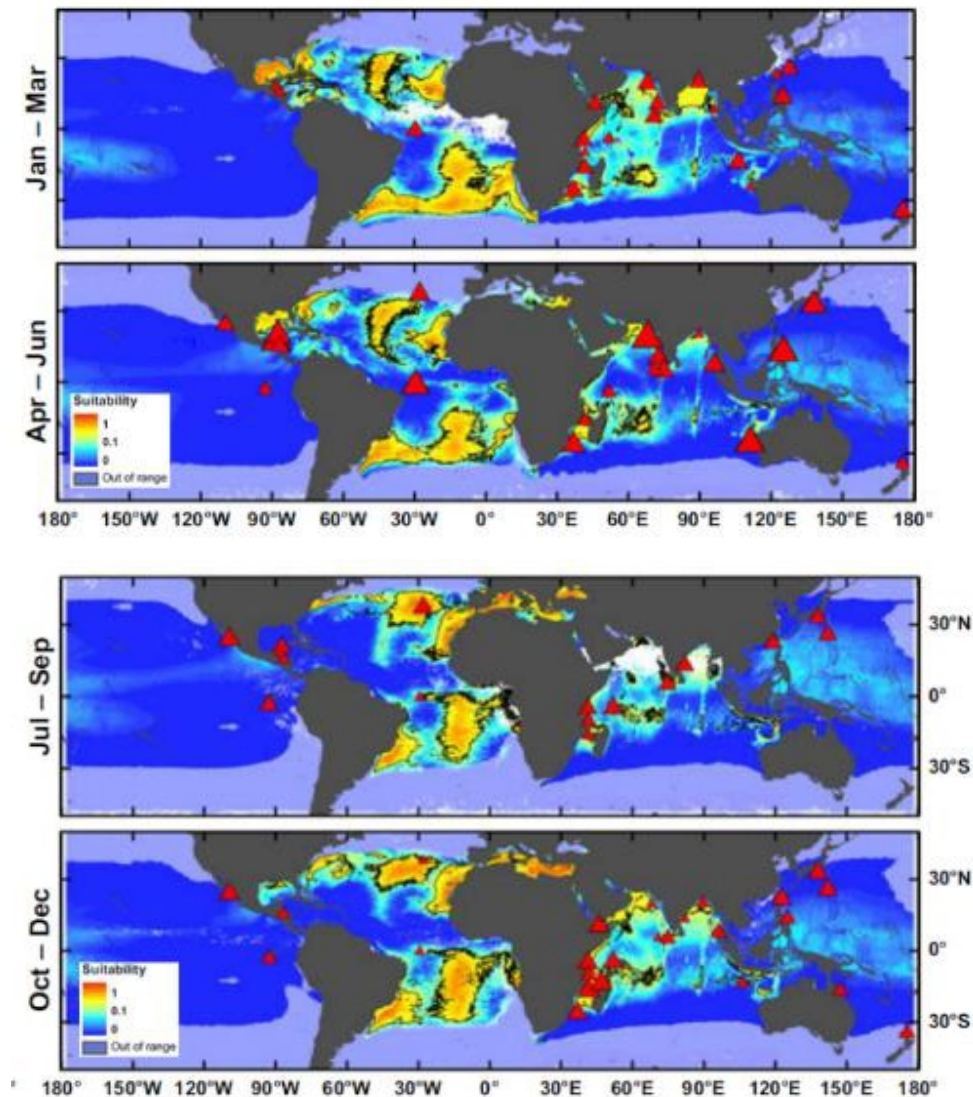 Jan – Mar
Apr – Jun
Suitability
1
0.1
0
Out of range
180° 150°W 120°W 90°W 60°W 30°W 0° 30°E 60°E 90°E 120°E 150°E 180°
Jul – Sep
30°N
0°
30°S
Oct – Dec
30°N
0°
30°S
Suitability
1
0.1
0
Out of range
180° 150°W 120°W 90°W 60°W 30°W 0° 30°E 60°E 90°E 120°E 150°E 180°